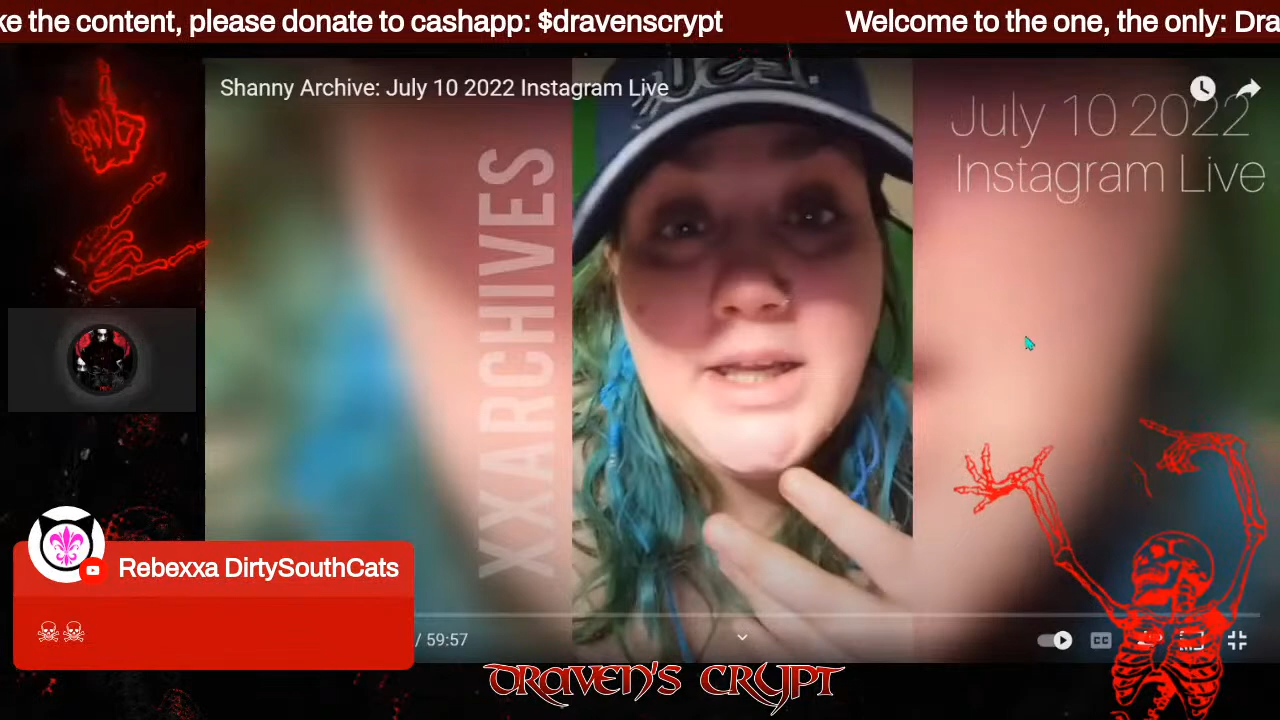 ke the content, please donate to cashapp: $dravenscrypt
Welcome to the one, the only: Dra
Shanny Archive: July 10 2022 Instagram Live
July 10 2022
Instagram Live
XXARCHIVES
Rebexxa DirtySouthCats
☠☠
/ 59:57
CC
DRAVEN'S CRYPT